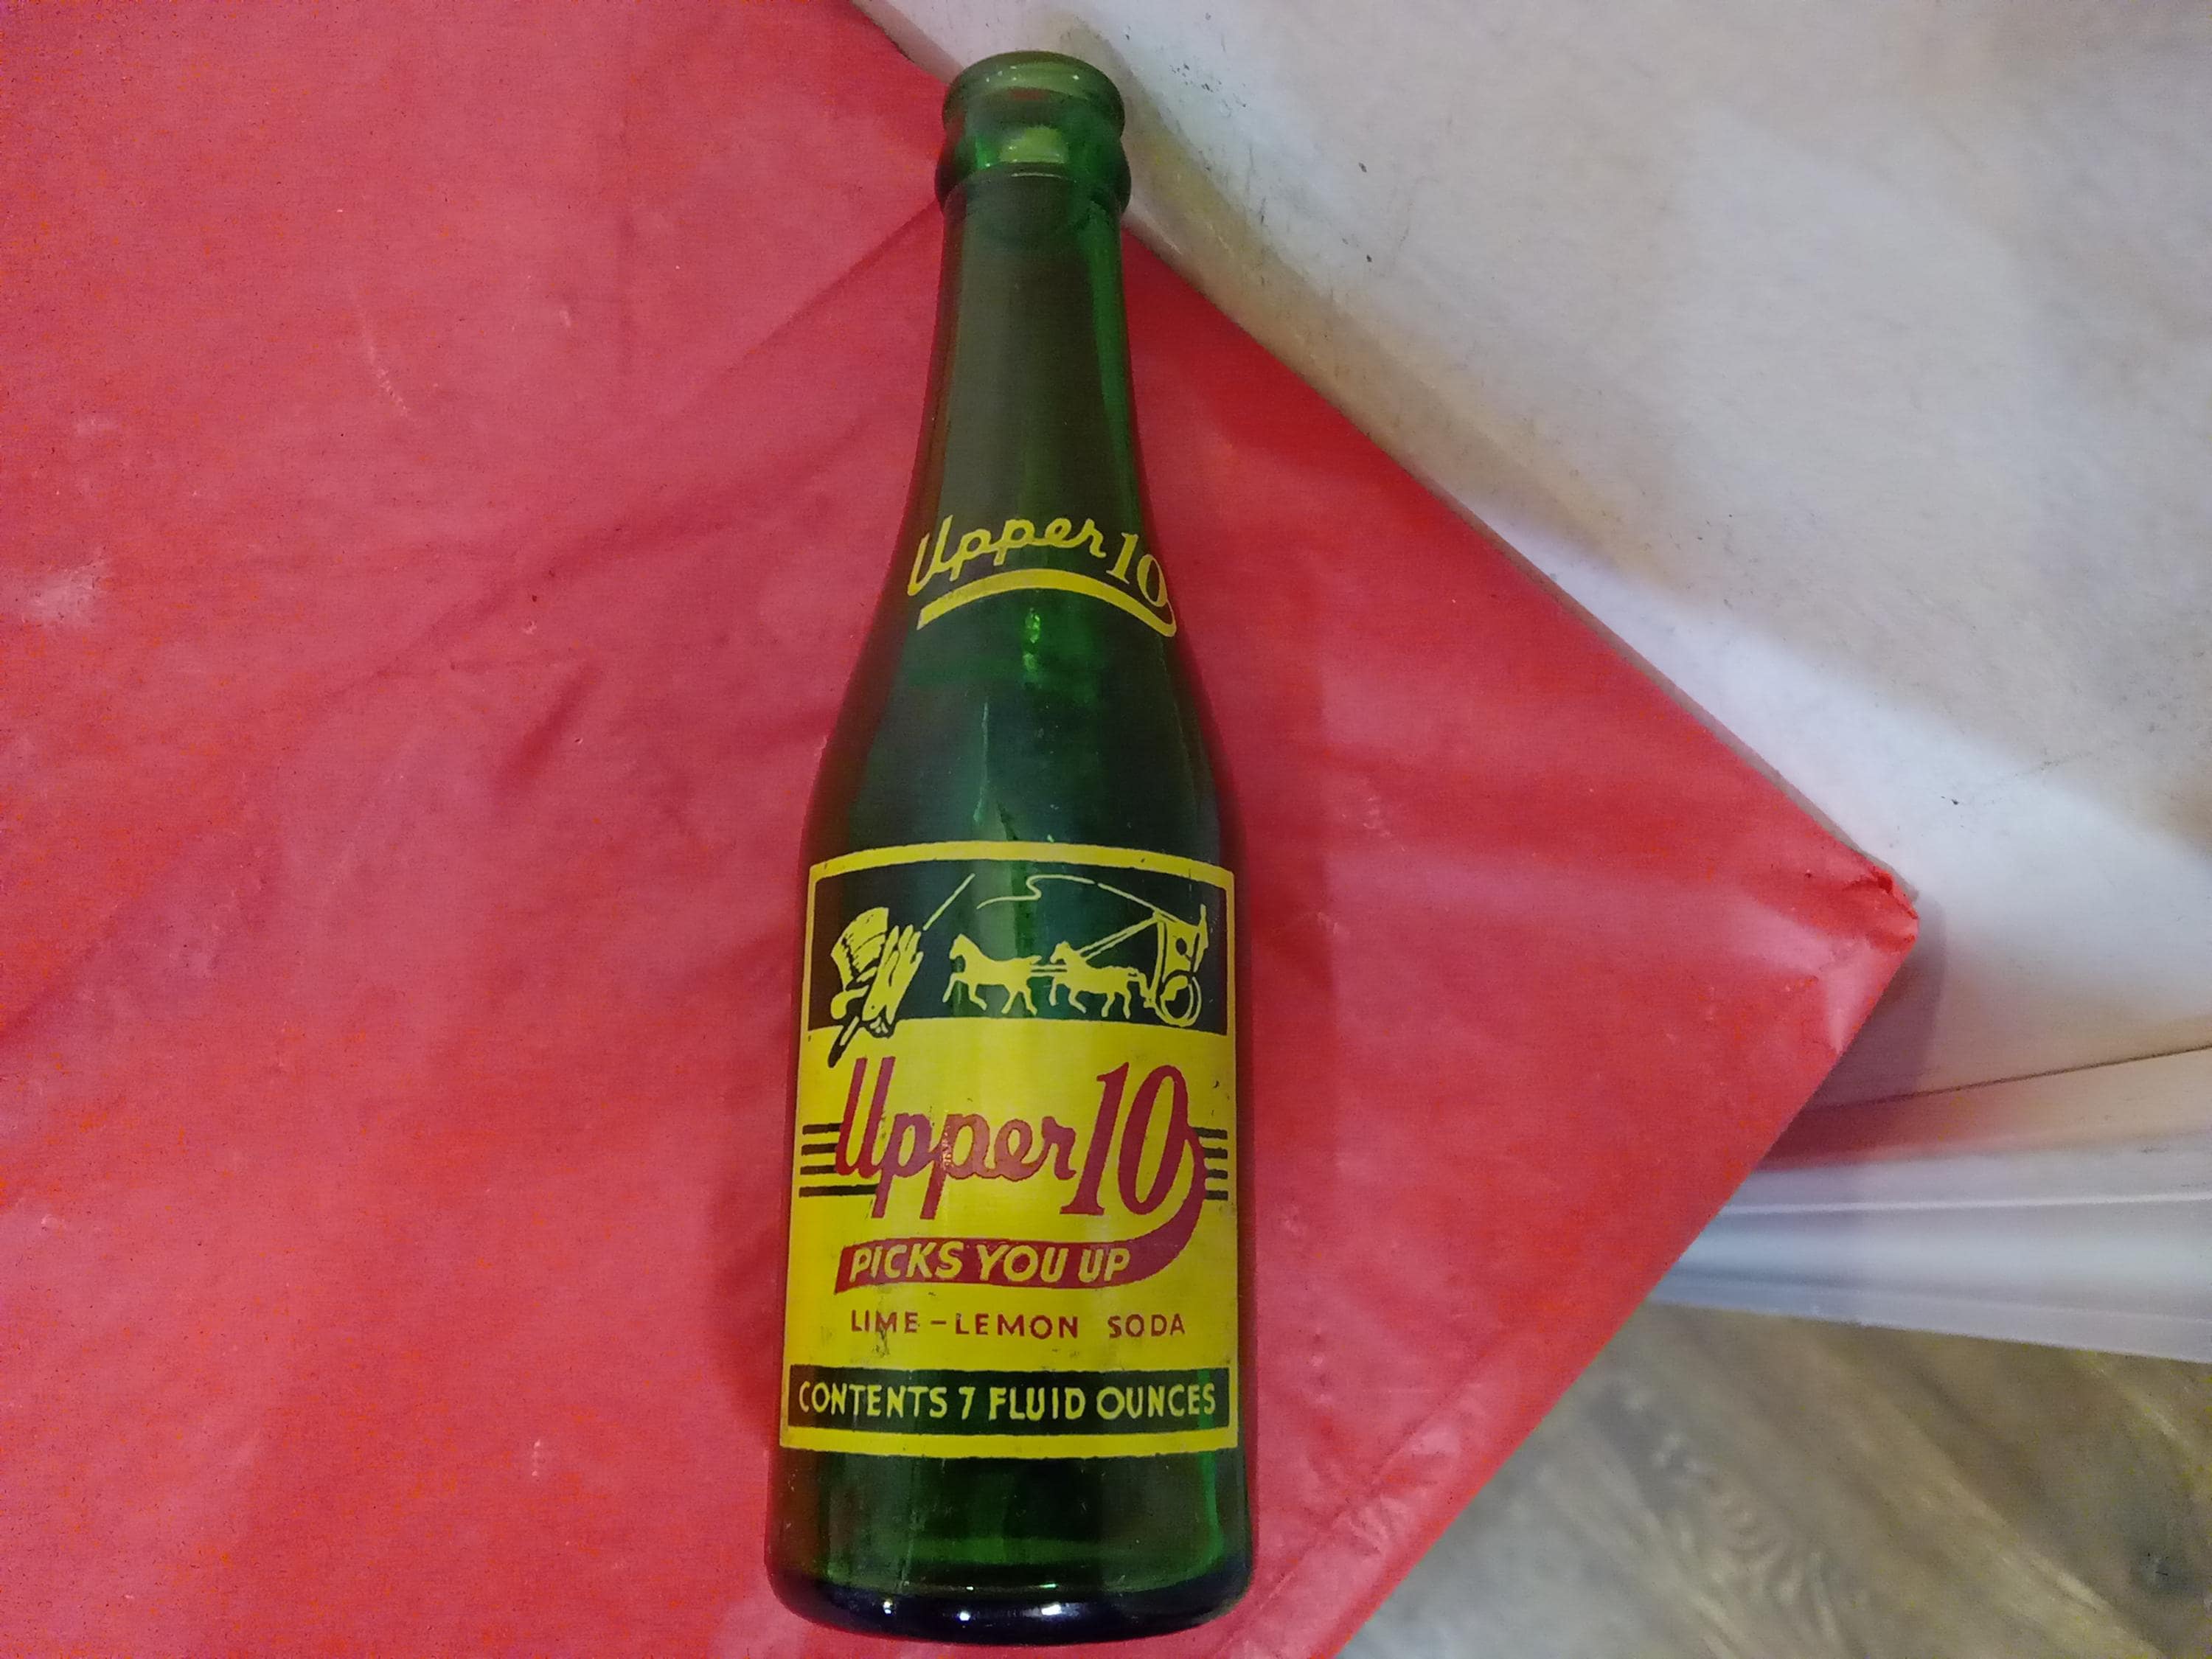 Upper 10
Upper 10
PICKS YOU UP
LIME-LEMON SODA
CONTENTS 7 FLUID OUNCES